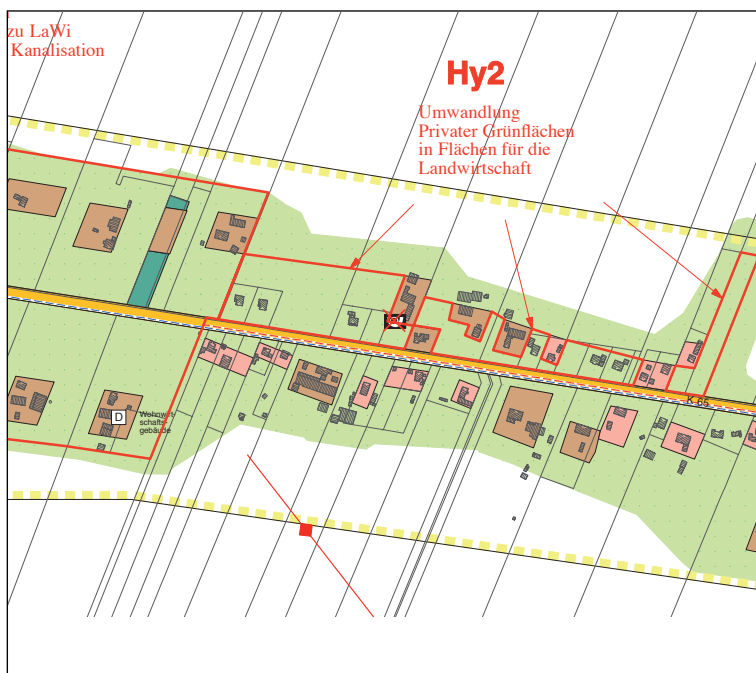 zu LaWi
Kanalisation
Hy2
Umwandlung
Privater Grünflächen
in Flächen für die
Landwirtschaft
K 65
D
Wohnwirt-
schafts-
gebäude